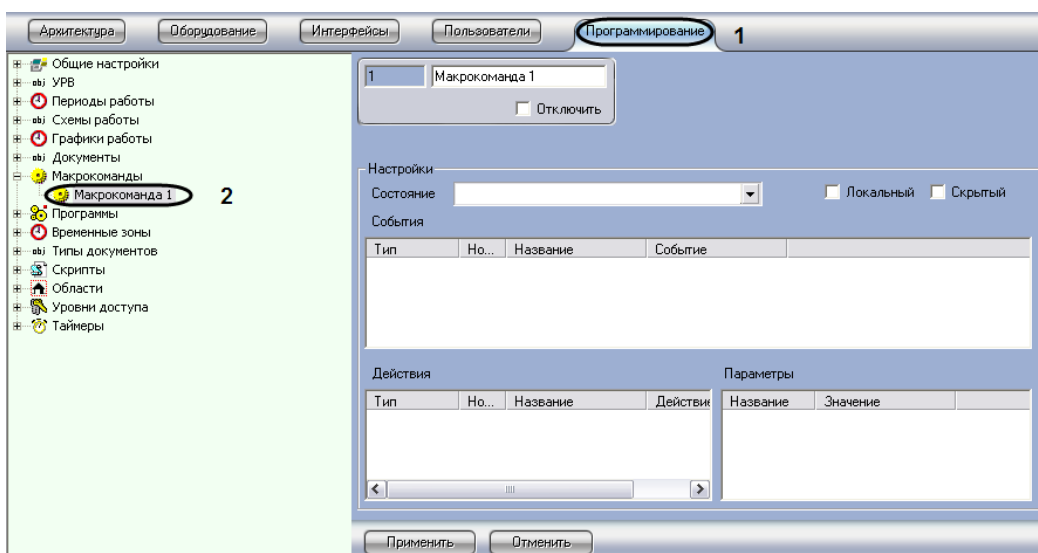 Архитектура Оборудование Интерфейсы Пользователи Программирование 1
Общие настройки
obj УРВ
Периоды работы
obj Схемы работы
Графики работы
obj Документы
Макрокоманды
Макрокоманда 1 2
Программы
Временные зоны
obj Типы документов
Скрипты
Области
Уровни доступа
Таймеры
1 Макрокоманда 1
Отключить
Настройки
Состояние Локальный Скрытый
События
Тип Но... Название Событие
Действия Параметры
Тип Но... Название Действие Название Значение
Применить Отменить